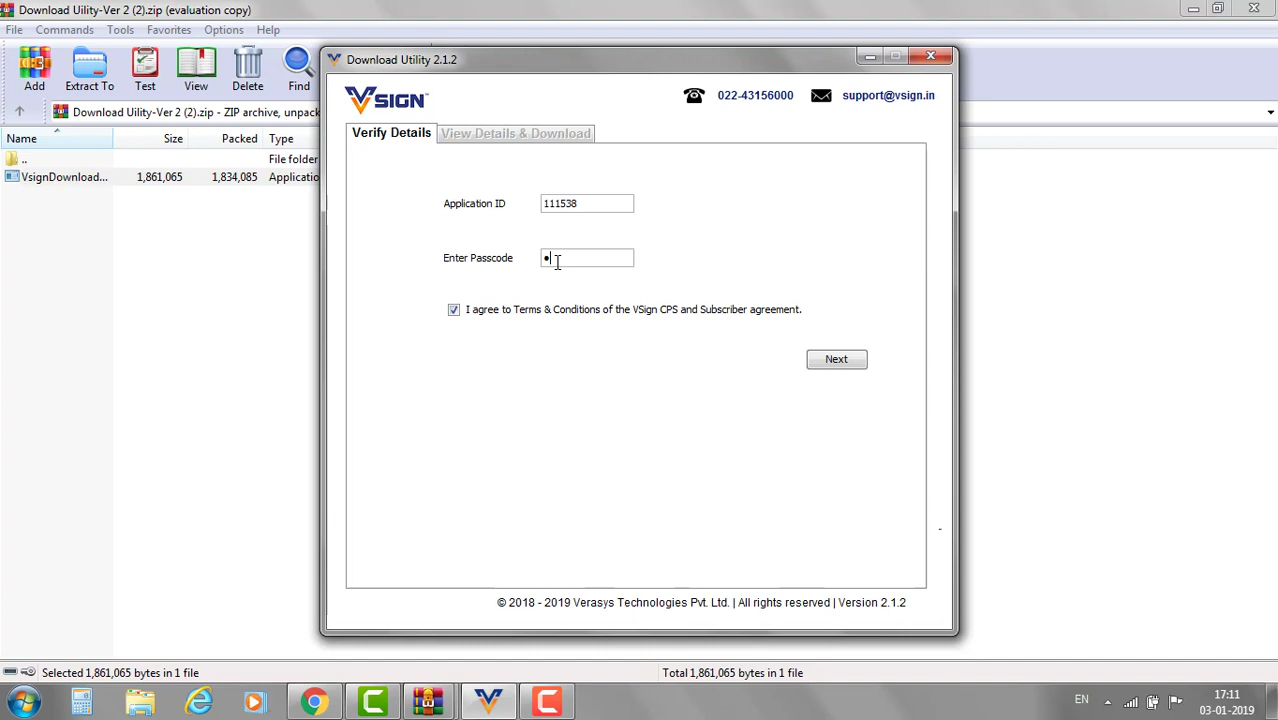 Download Uility-Ver 2 (2).zip (evaluation copy)
File Commands Tools Favorites Options Help
Add Extract To Test View Delete Find
Download Uility-Ver 2 (2).zip - ZIP archive, unpack
Name Size Packed Type
.. File folder
VsignDownload... 1,861,065 1,834,085 Applicatio
Download Utility 2.1.2
VSIGN™ 022-43156000 support@vsign.in
Verify Details View Details & Download
Application ID 111538
Enter Passcode
I agree to Terms & Conditions of the VSign CPS and Subscriber agreement.
Next
© 2018 - 2019 Verasys Technologies Pvt. Ltd. | All rights reserved | Version 2.1.2
Selected 1,861,065 bytes in 1 file Total 1,861,065 bytes in 1 file
EN 17:11
03-01-2019